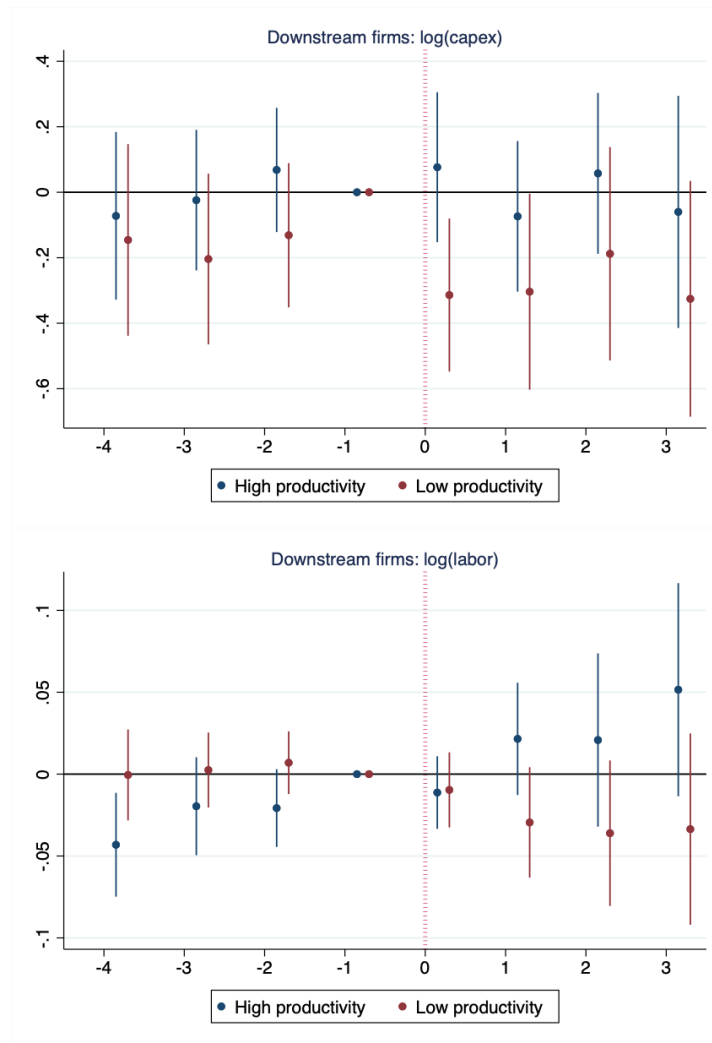 Downstream firms: log(capex)
.4
.2
0
-.2
-.4
-.6
-4 -3 -2 -1 0 1 2 3
High productivity Low productivity
Downstream firms: log(labor)
.1
.05
0
-.05
-.1
-4 -3 -2 -1 0 1 2 3
High productivity Low productivity